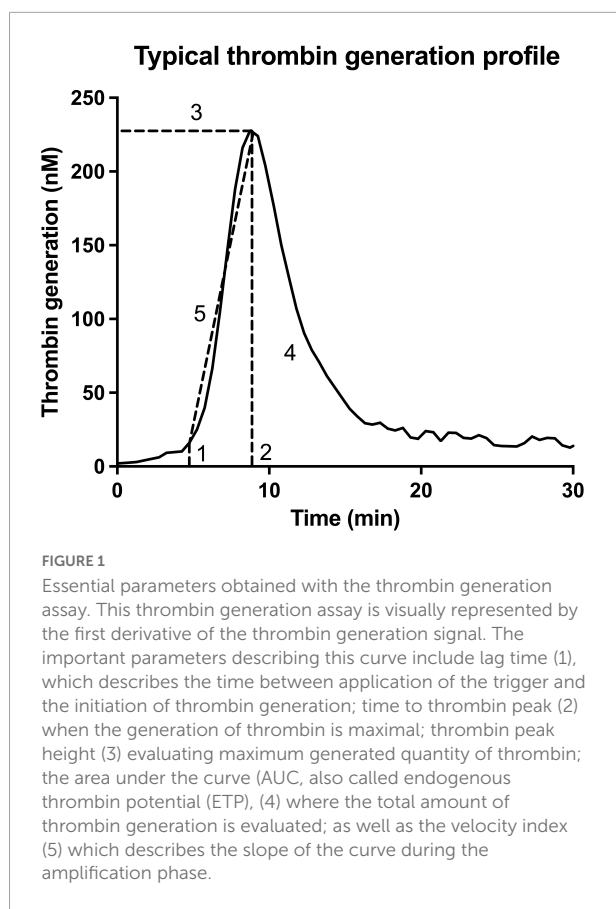 Typical thrombin generation profile
250
200
150
100
50
0
Thrombin generation (nM)
3
5
4
1
2
0
10
20
30
Time (min)
FIGURE 1
Essential parameters obtained with the thrombin generation
assay. This thrombin generation assay is visually represented by
the first derivative of the thrombin generation signal. The
important parameters describing this curve include lag time (1),
which describes the time between application of the trigger and
the initiation of thrombin generation; time to thrombin peak (2)
when the generation of thrombin is maximal; thrombin peak
height (3) evaluating maximum generated quantity of thrombin;
the area under the curve (AUC, also called endogenous
thrombin potential (ETP), (4) where the total amount of
thrombin generation is evaluated; as well as the velocity index
(5) which describes the slope of the curve during the
amplification phase.